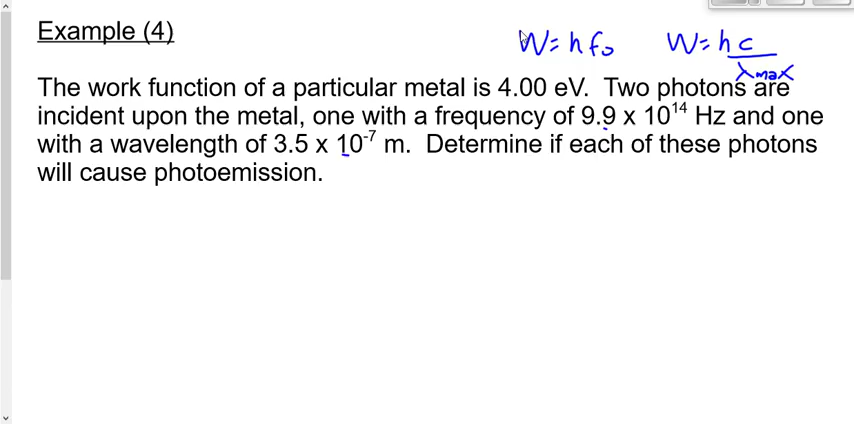 Example (4)
W = h f₀ W = h c / λmax
The work function of a particular metal is 4.00 eV. Two photons are
incident upon the metal, one with a frequency of 9.9 x 10¹⁴ Hz and one
with a wavelength of 3.5 x 10⁻⁷ m. Determine if each of these photons
will cause photoemission.